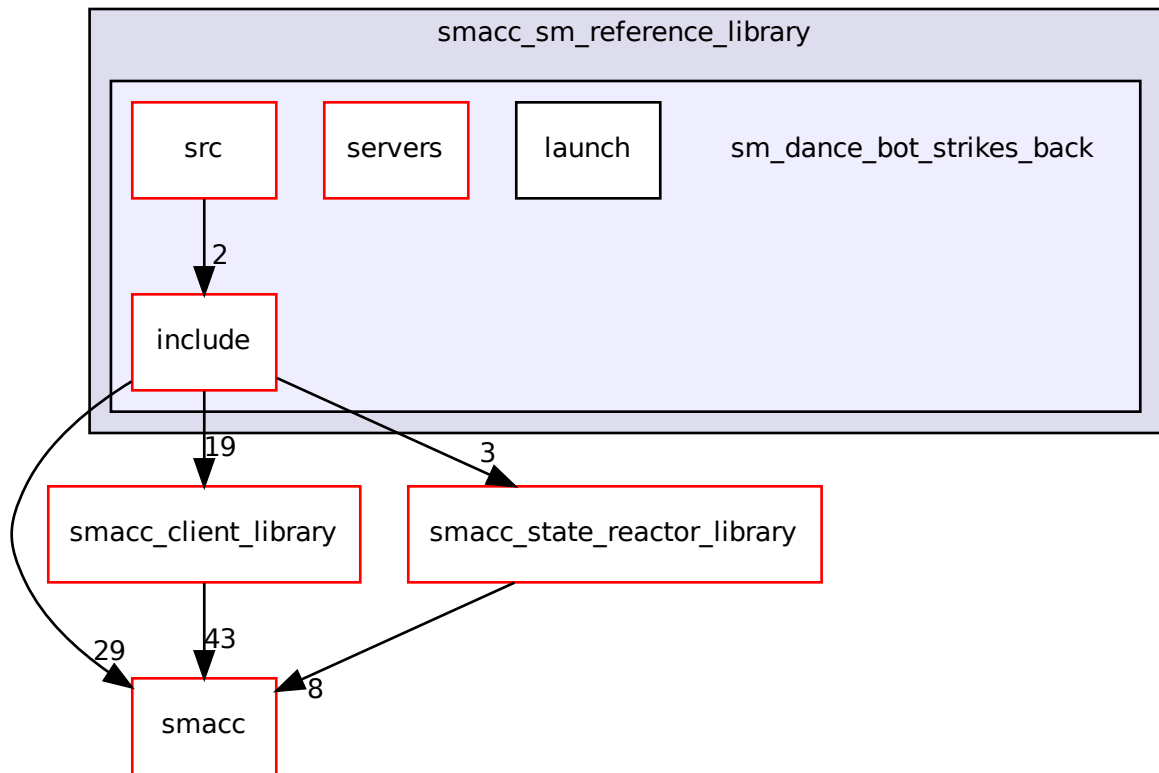 smacc_sm_reference_library
src
servers
launch
sm_dance_bot_strikes_back
2
include
19
3
smacc_client_library
smacc_state_reactor_library
29
43
8
smacc